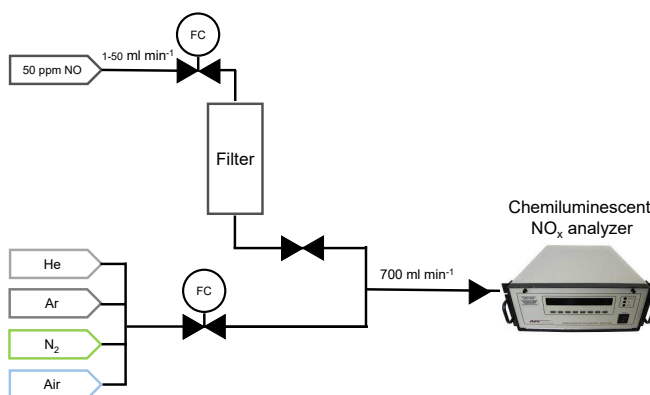 FC
50 ppm NO
1-50 ml min⁻¹
Filter
Chemiluminescent
NOₓ analyzer
He
Ar
N₂
Air
FC
700 ml min⁻¹